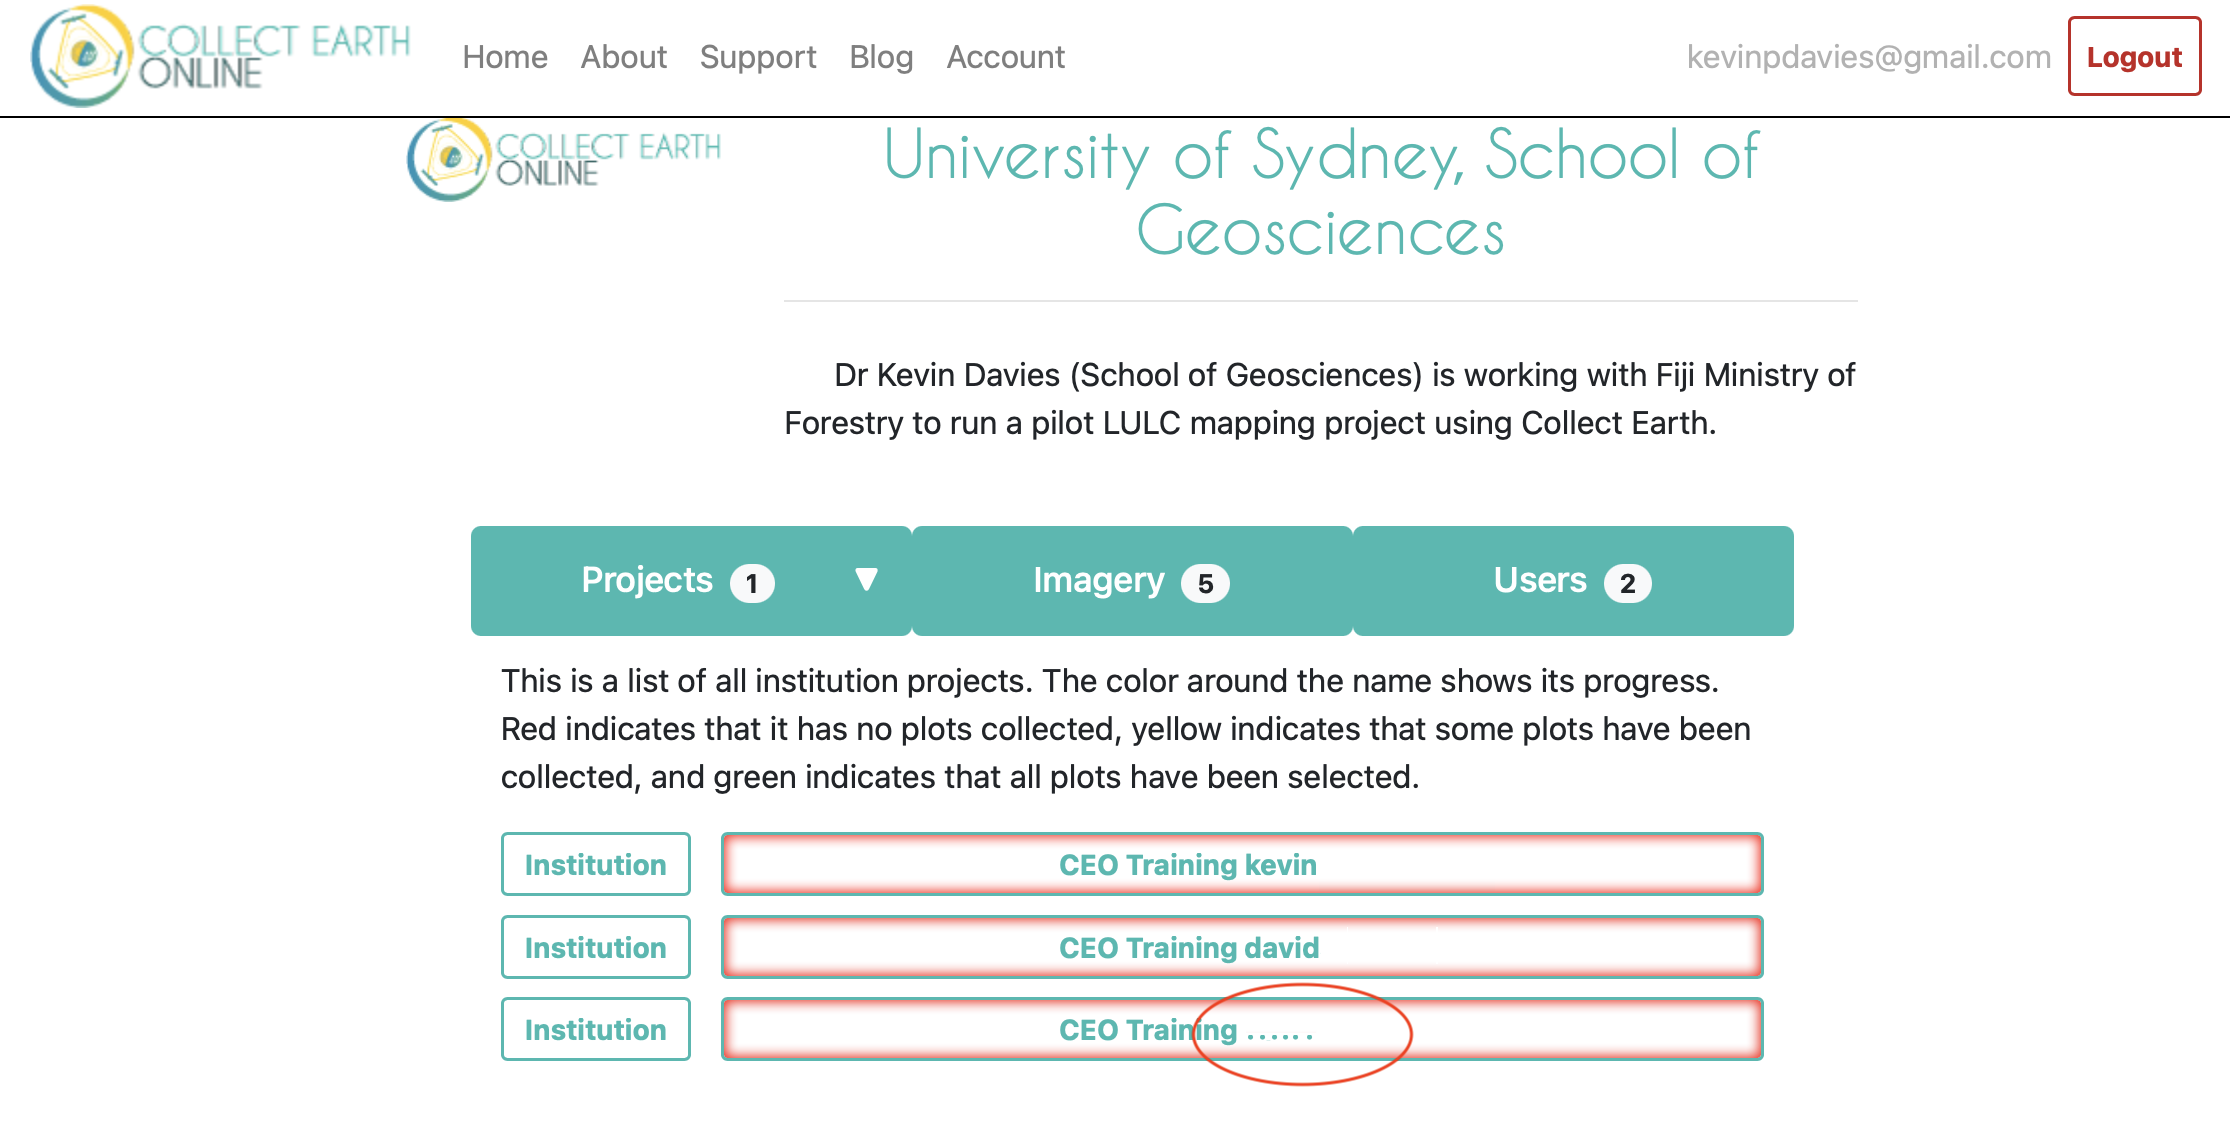 COLLECT EARTH
ONLINE
Home About Support Blog Account kevinpdavies@gmail.com Logout
COLLECT EARTH
ONLINE
University of Sydney, School of
Geosciences
Dr Kevin Davies (School of Geosciences) is working with Fiji Ministry of
Forestry to run a pilot LULC mapping project using Collect Earth.
Projects 1 ▼ Imagery 5 Users 2
This is a list of all institution projects. The color around the name shows its progress.
Red indicates that it has no plots collected, yellow indicates that some plots have been
collected, and green indicates that all plots have been selected.
Institution CEO Training kevin
Institution CEO Training david
Institution CEO Training ......